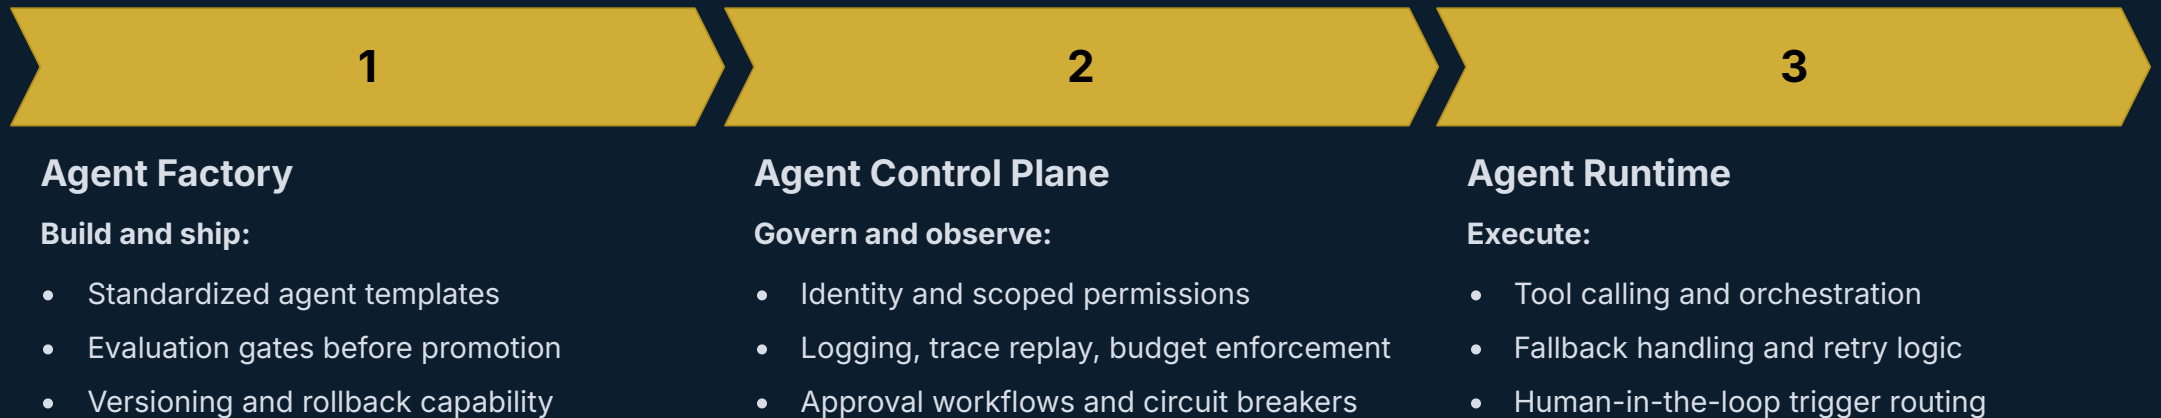 1
Agent Factory
Build and ship:
• Standardized agent templates
• Evaluation gates before promotion
• Versioning and rollback capability
2
Agent Control Plane
Govern and observe:
• Identity and scoped permissions
• Logging, trace replay, budget enforcement
• Approval workflows and circuit breakers
3
Agent Runtime
Execute:
• Tool calling and orchestration
• Fallback handling and retry logic
• Human-in-the-loop trigger routing